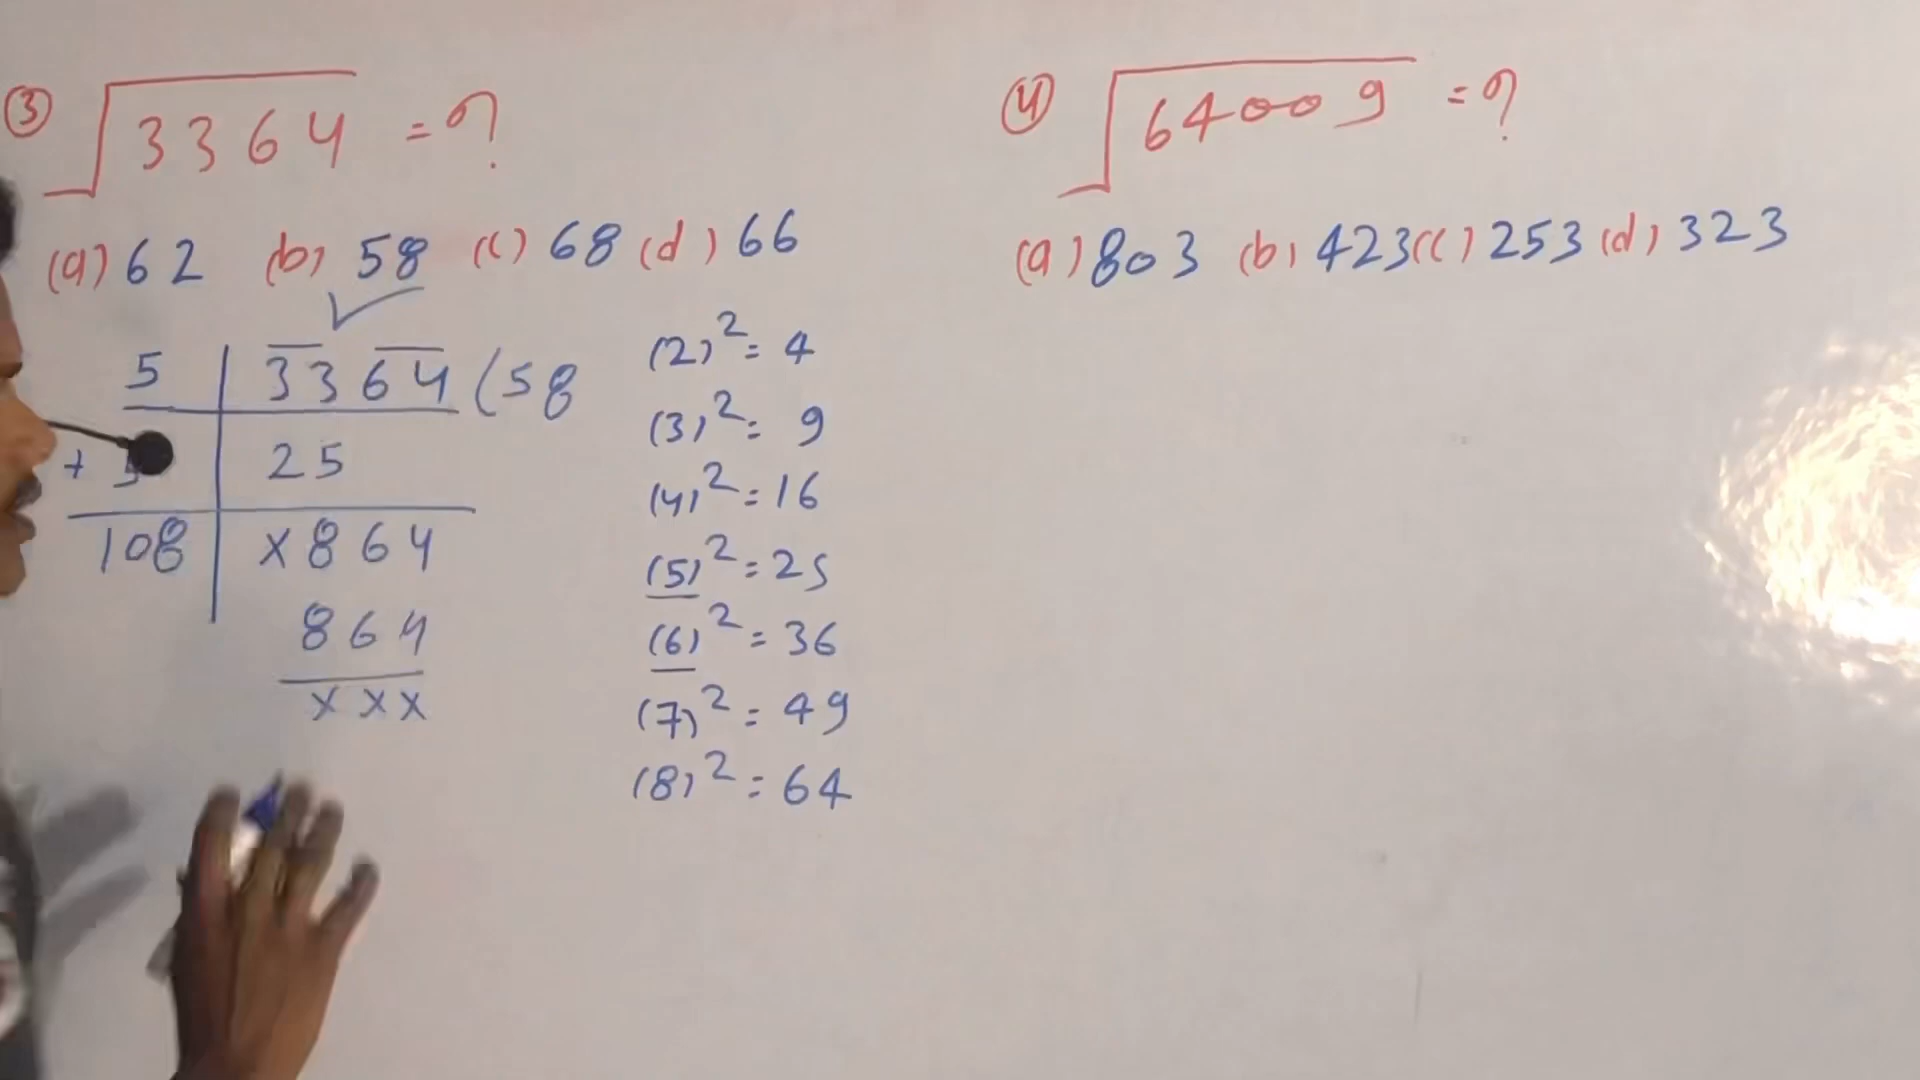 ③ √3364 = ?
(a) 62 (b) 58 (c) 68 (d) 66
✓
5 | 3364 (58
+ 5 | 25
108 | x864
864
xxx
(2)² = 4
(3)² = 9
(4)² = 16
(5)² = 25
(6)² = 36
(7)² = 49
(8)² = 64
④ √64009 = ?
(a) 803 (b) 423 (c) 253 (d) 323